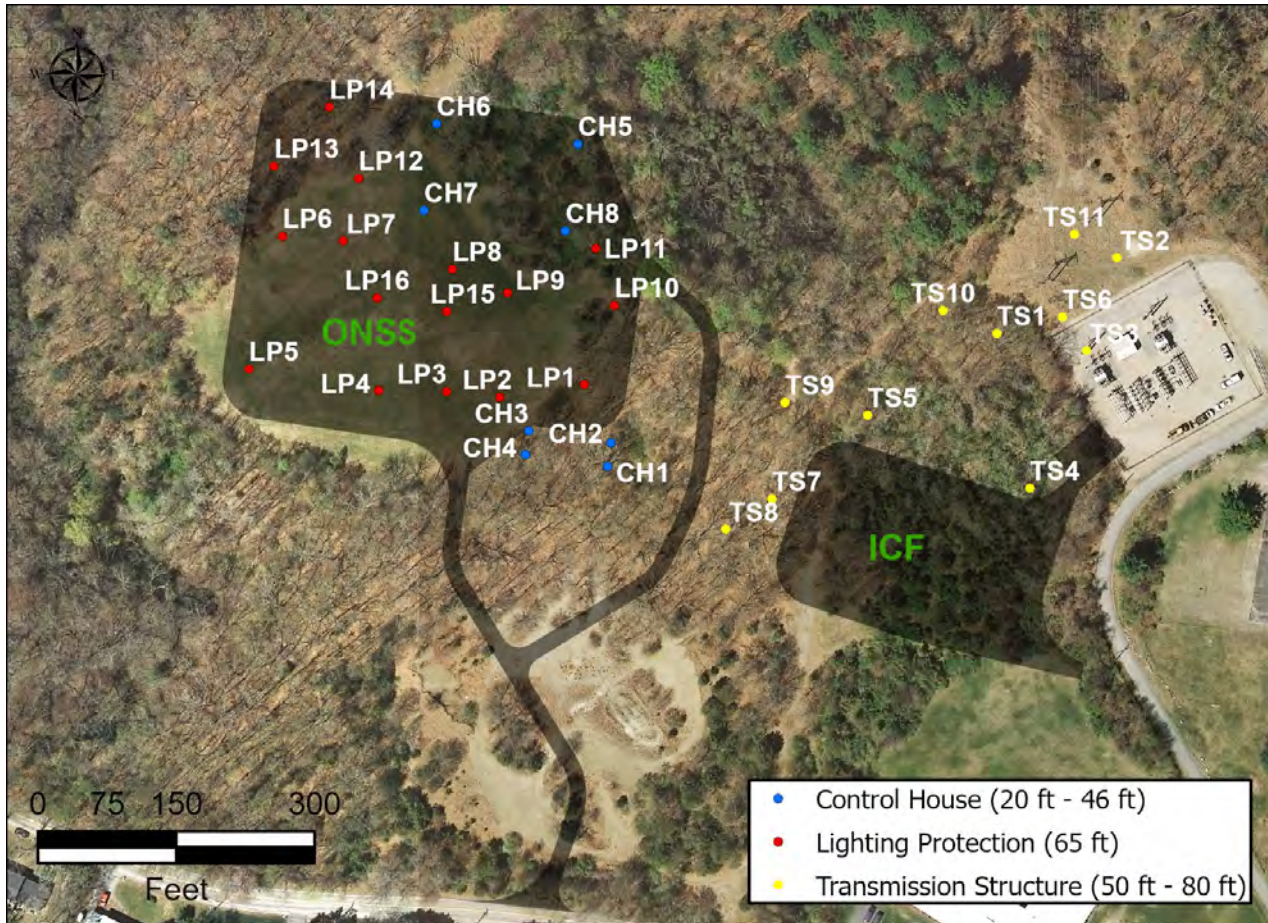 N
W E
LP14
CH6
CH5
LP13
LP12
CH7
LP6
LP7
CH8
LP11
TS11
TS2
LP8
LP16
LP15
LP9
LP10
TS10
TS1
TS6
ONSS
TS3
LP5
LP4
LP3
LP2
LP1
TS9
TS5
CH3
CH2
CH4
CH1
TS4
TS7
TS8
ICF
0 75 150 300
Feet
Control House (20 ft - 46 ft)
Lighting Protection (65 ft)
Transmission Structure (50 ft - 80 ft)